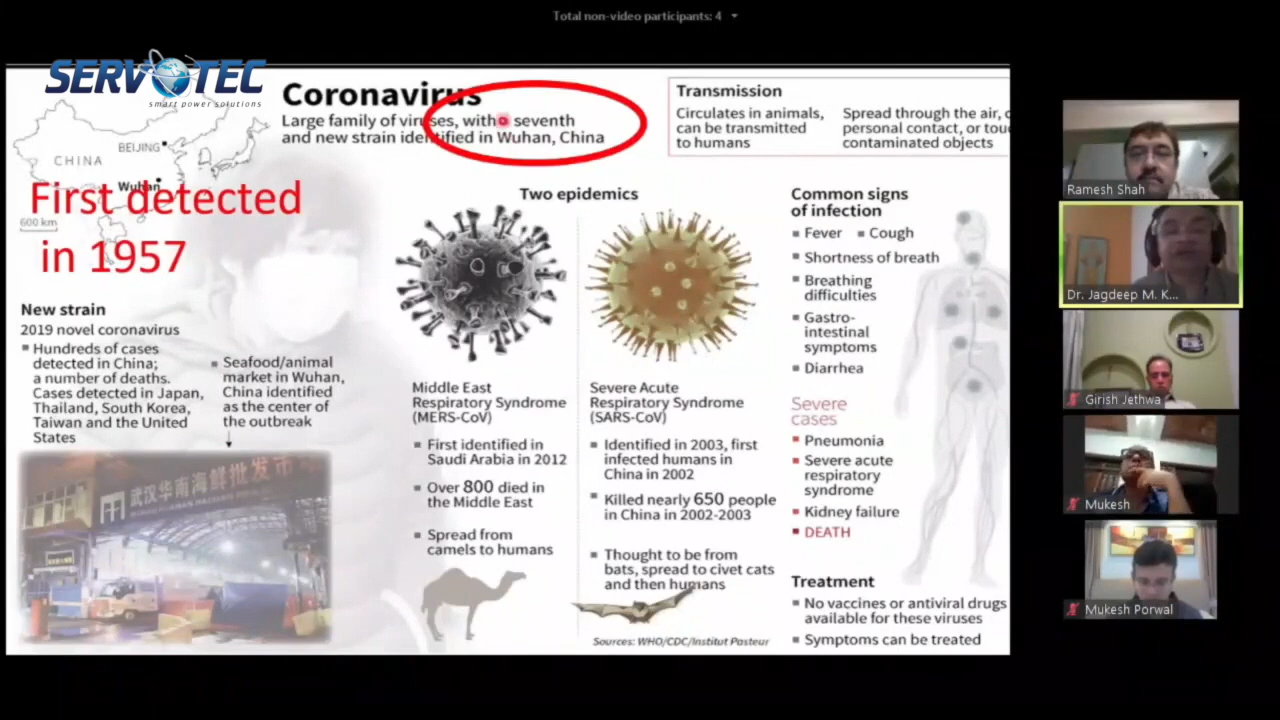 Total non-video participants: 4
SERVOTEC
smart power solutions
CHINA
BEIJING
Wuhan
600 km
First detected
in 1957
Coronavirus
Large family of viruses, with a seventh
and new strain identified in Wuhan, China
Transmission
Circulates in animals,
can be transmitted
to humans
Spread through the air,
personal contact, or
contaminated objects
New strain
2019 novel coronavirus
Hundreds of cases
detected in China;
a number of deaths.
Cases detected in Japan,
Thailand, South Korea,
Taiwan and the United
States
Seafood/animal
market in Wuhan,
China identified
as the center of
the outbreak
武汉华南海鲜批发市
Two epidemics
Middle East
Respiratory Syndrome
(MERS-CoV)
First identified in
Saudi Arabia in 2012
Over 800 died in
the Middle East
Spread from
camels to humans
Severe Acute
Respiratory Syndrome
(SARS-CoV)
Identified in 2003, first
infected humans in
China in 2002
Killed nearly 650 people
in China in 2002-2003
Thought to be from
bats, spread to civet cats
and then humans
Sources: WHO/CDC/Institut Pasteur
Common signs
of infection
Fever
Cough
Shortness of breath
Breathing
difficulties
Gastro-
intestinal
symptoms
Diarrhea
Severe
cases
Pneumonia
Severe acute
respiratory
syndrome
Kidney failure
DEATH
Treatment
No vaccines or antiviral drugs
available for these viruses
Symptoms can be treated
Ramesh Shah
Dr. Jagdeep M. K...
Girish Jethwa
Mukesh
Mukesh Porwal